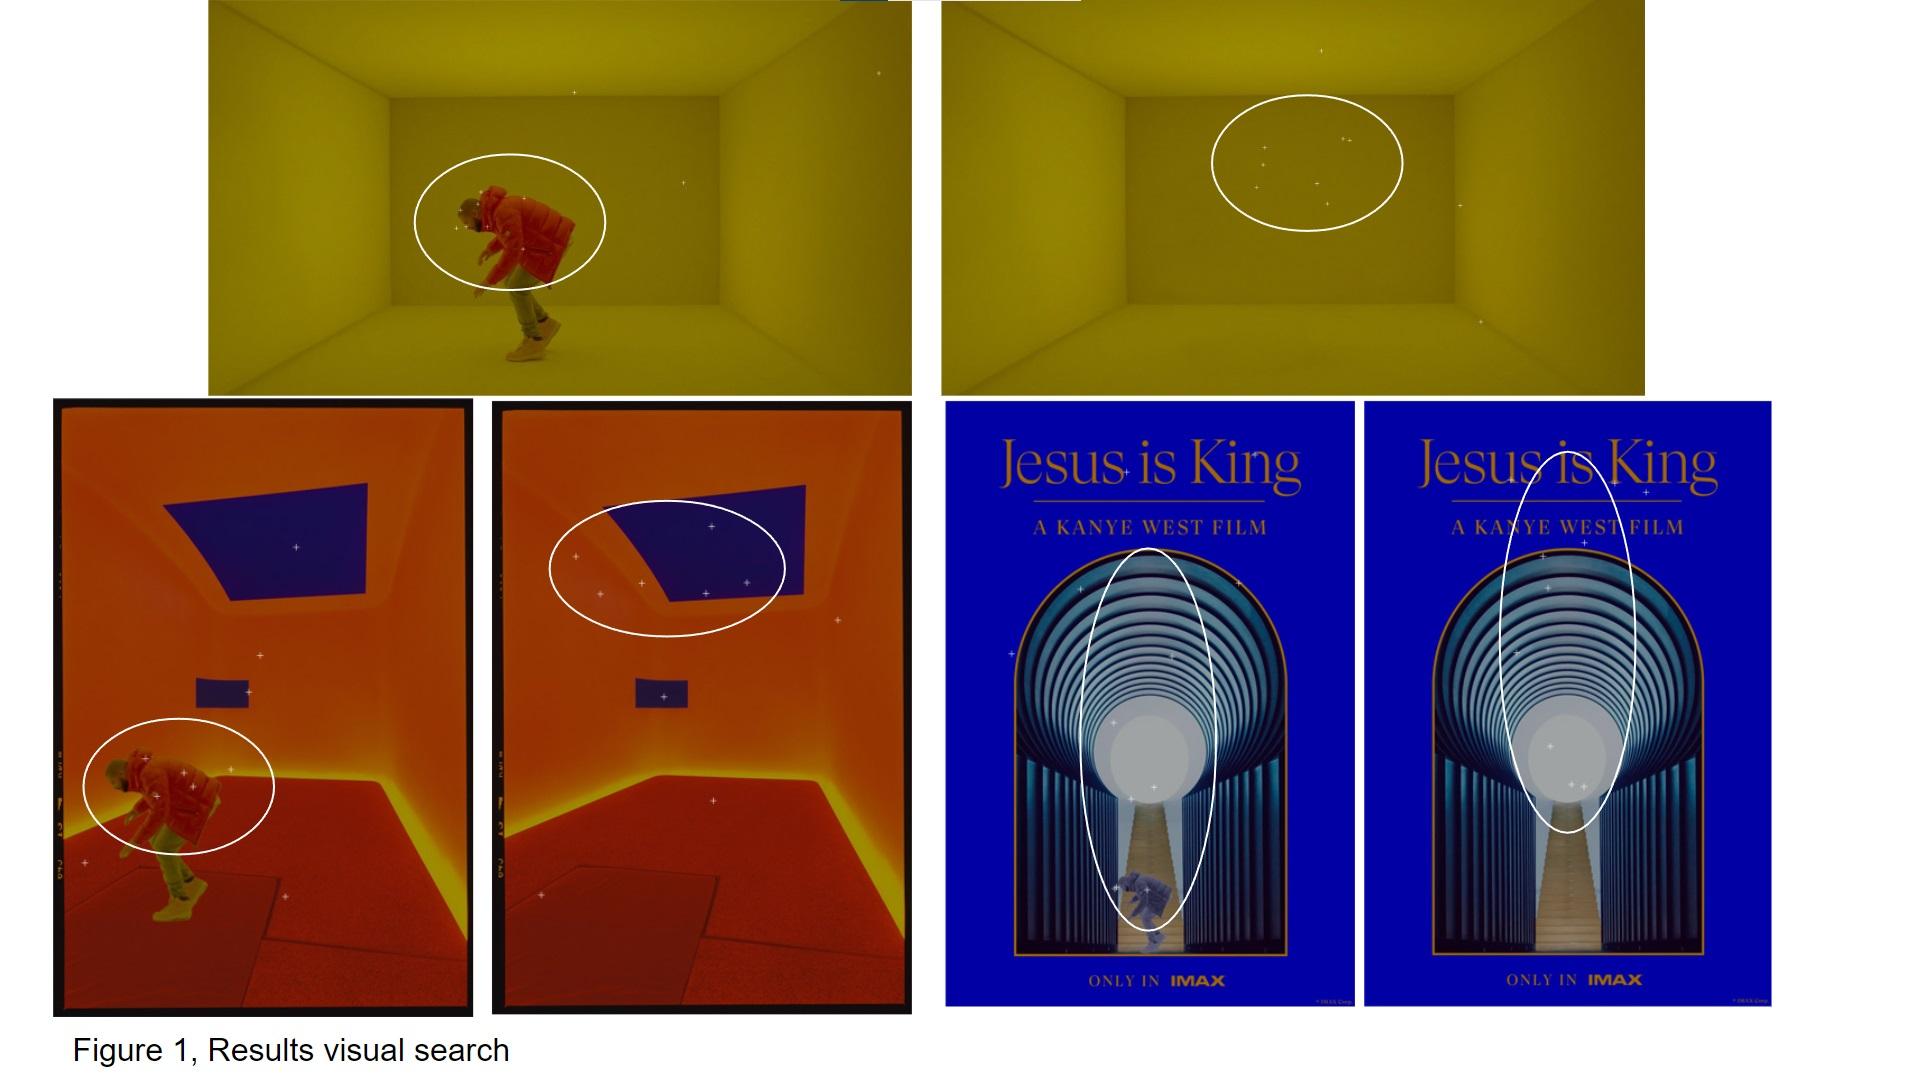 Jesus is King
A KANYE WEST FILM
ONLY IN IMAX
Jesus is King
A KANYE WEST FILM
ONLY IN IMAX
Figure 1, Results visual search